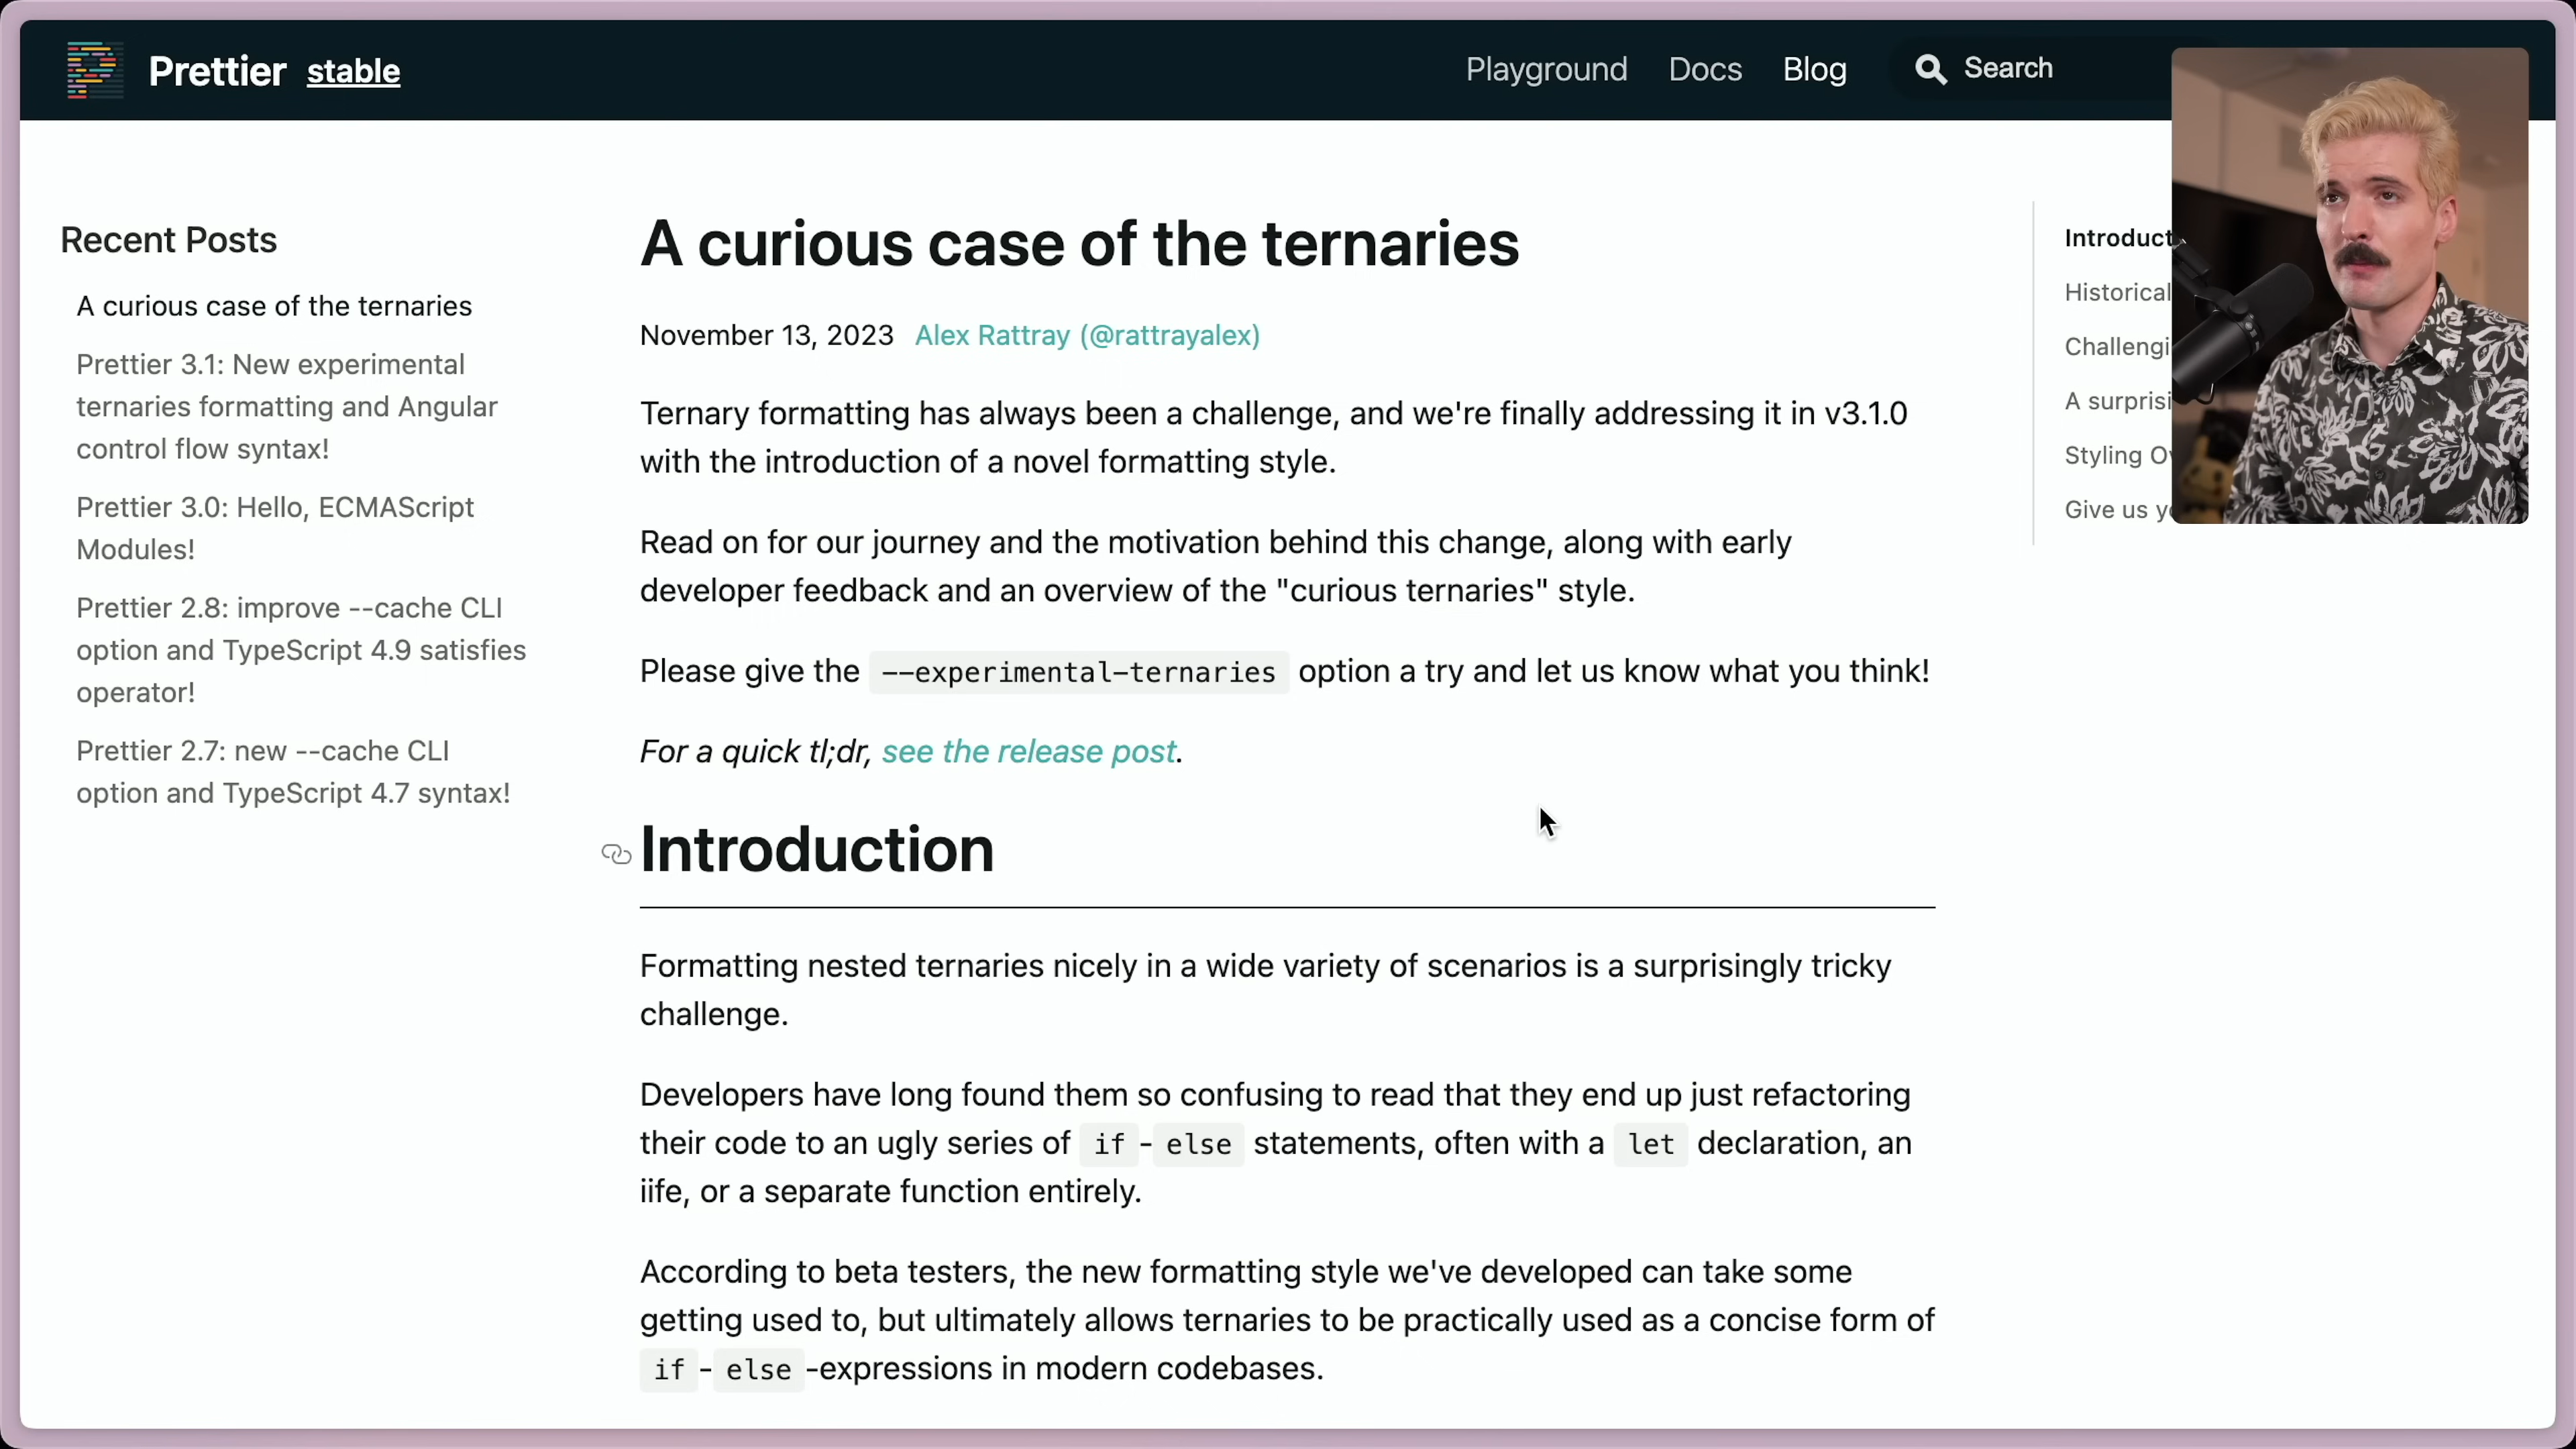 Prettier stable
Playground Docs Blog Search
Recent Posts
A curious case of the ternaries
Prettier 3.1: New experimental
ternaries formatting and Angular
control flow syntax!
Prettier 3.0: Hello, ECMAScript
Modules!
Prettier 2.8: improve --cache CLI
option and TypeScript 4.9 satisfies
operator!
Prettier 2.7: new --cache CLI
option and TypeScript 4.7 syntax!
A curious case of the ternaries
November 13, 2023 Alex Rattray (@rattrayalex)
Ternary formatting has always been a challenge, and we're finally addressing it in v3.1.0
with the introduction of a novel formatting style.
Read on for our journey and the motivation behind this change, along with early
developer feedback and an overview of the "curious ternaries" style.
Please give the --experimental-ternaries option a try and let us know what you think!
For a quick tl;dr, see the release post.
Introduction
Formatting nested ternaries nicely in a wide variety of scenarios is a surprisingly tricky
challenge.
Developers have long found them so confusing to read that they end up just refactoring
their code to an ugly series of if-else statements, often with a let declaration, an
iife, or a separate function entirely.
According to beta testers, the new formatting style we've developed can take some
getting used to, but ultimately allows ternaries to be practically used as a concise form of
if-else-expressions in modern codebases.
Historical
A
Styling
Give us